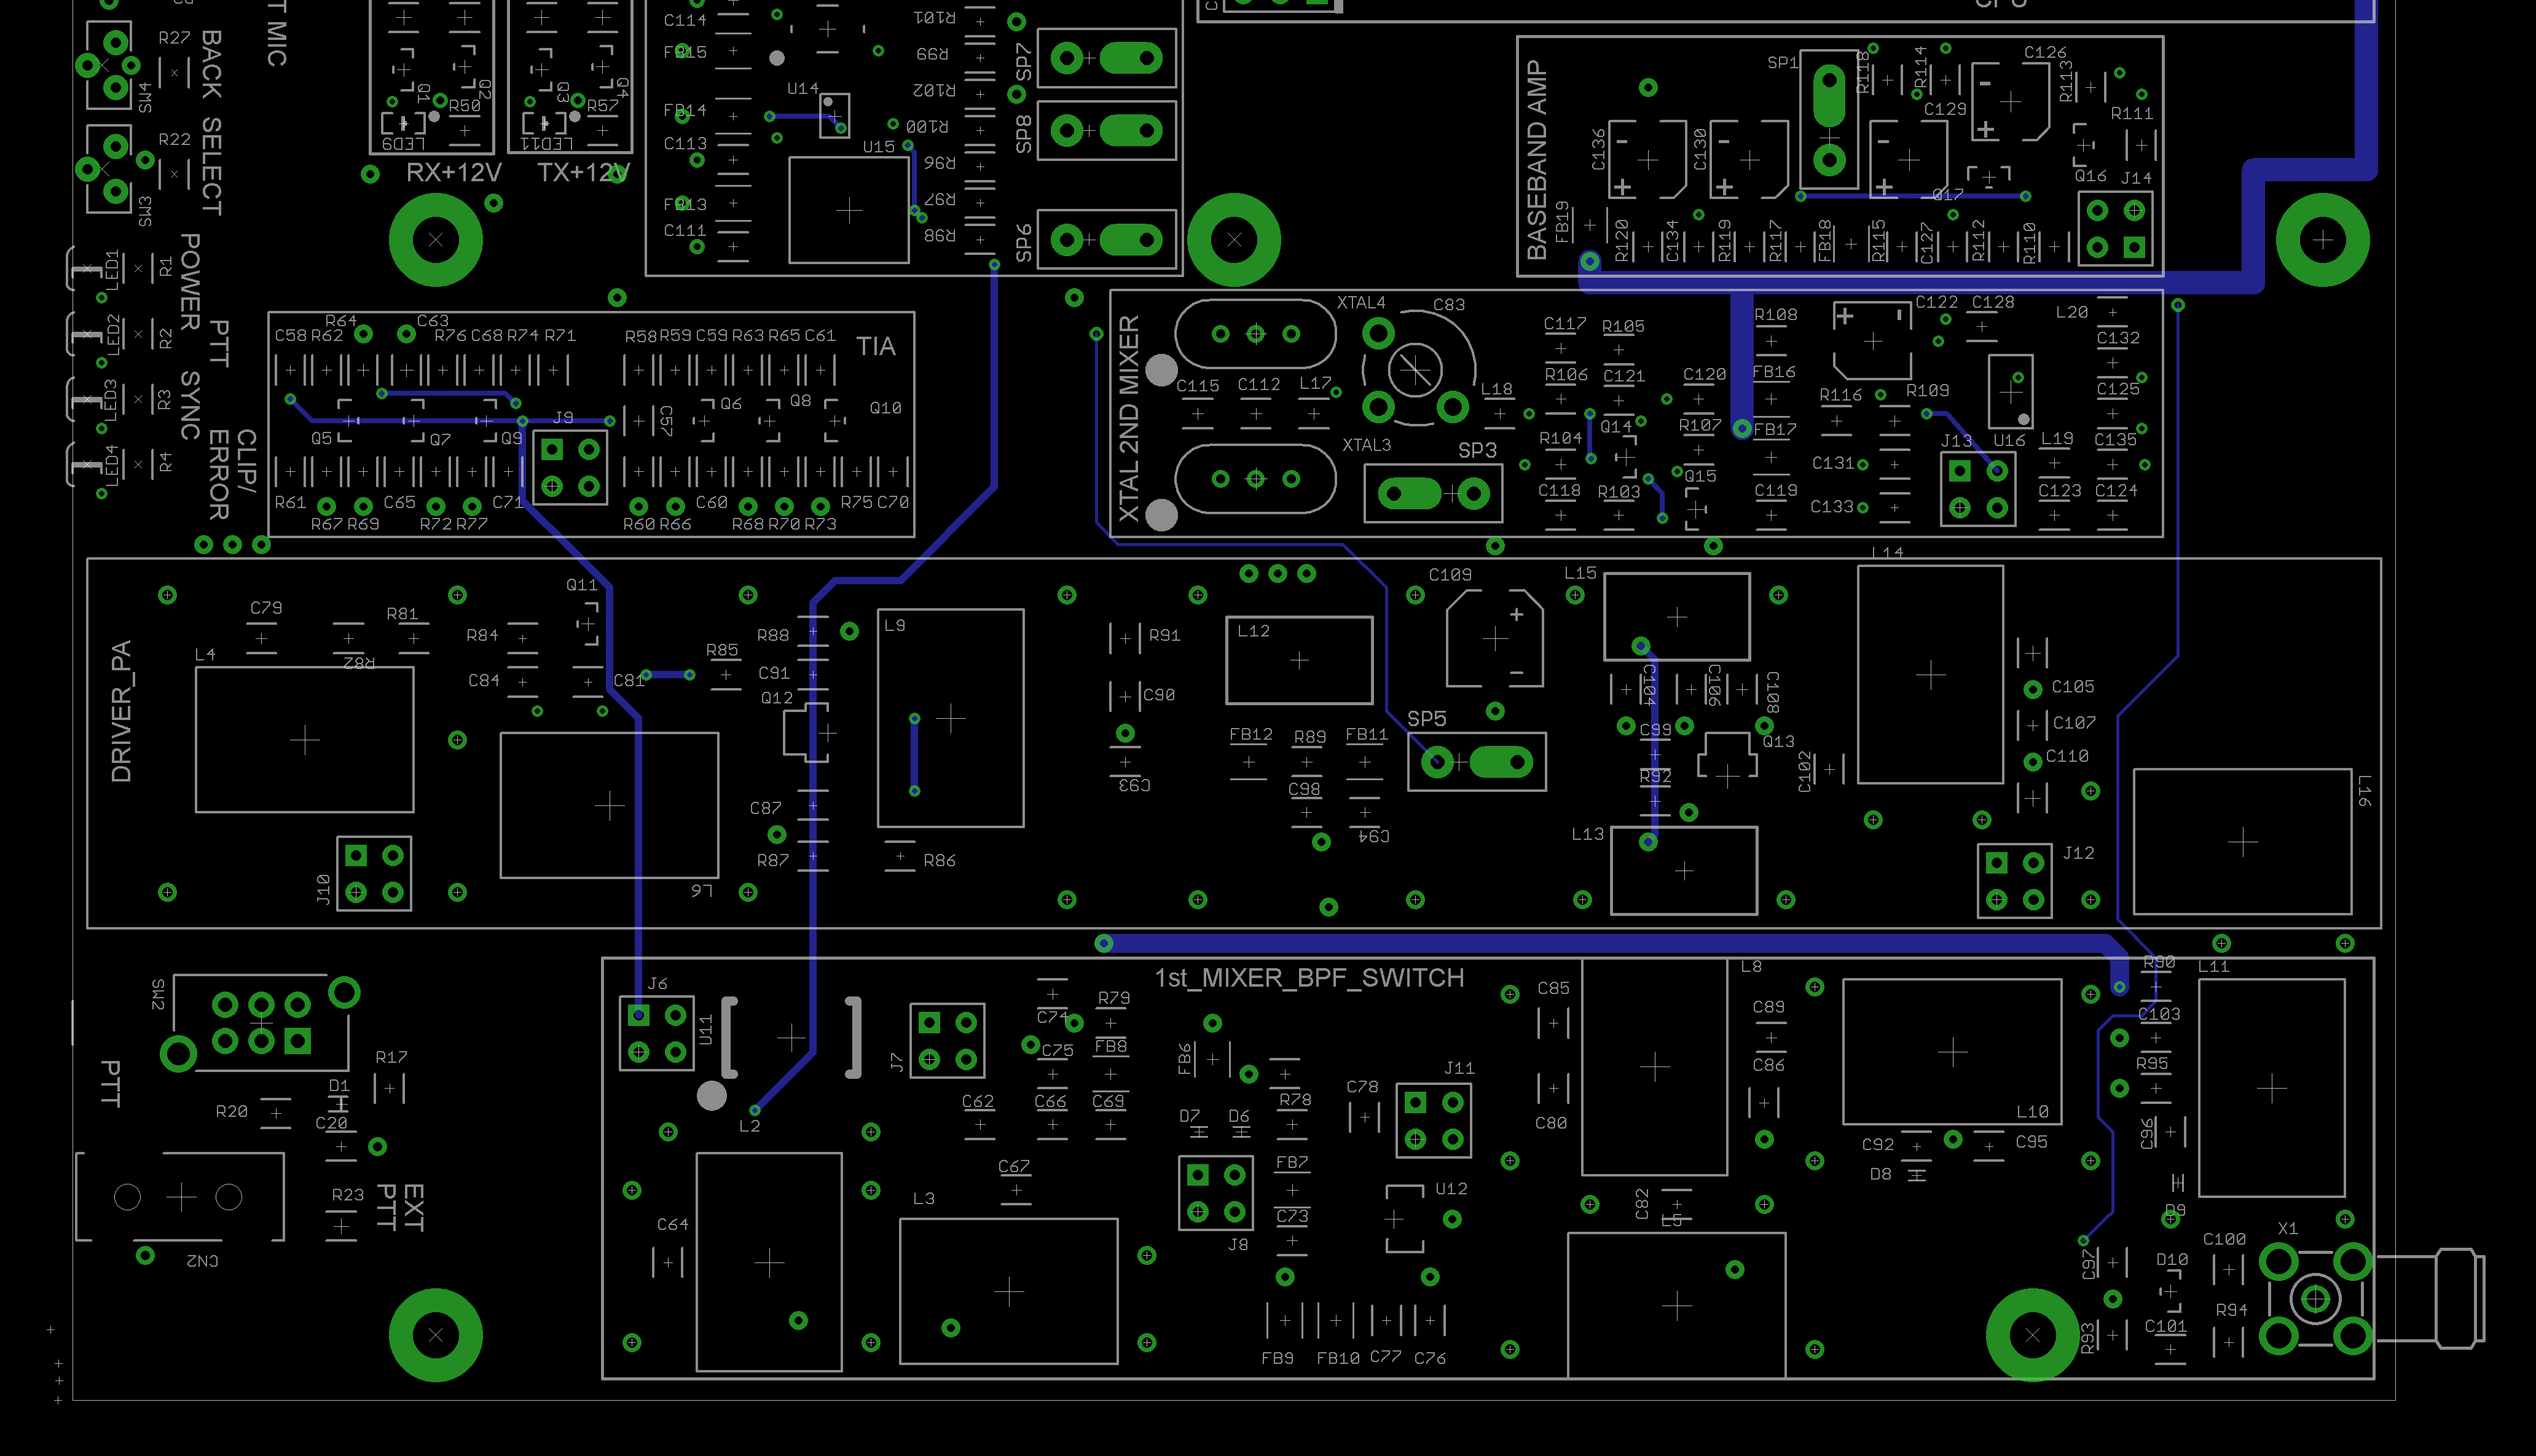 CPU
T MIC
BACK SELECT
R27
SW4
R22
SW3
Q1
Q2
R50
LED9
Q3
Q4
R57
LED11
RX+12V
TX+12V
C114
FB15
FB14
C113
FB13
C111
U14
U15
R101
R99
R102
R100
R96
R97
R98
SP7
SP8
SP6
BASEBAND AMP
SP1
R118
R114
C126
R113
C129
R111
C136
C130
Q16
J14
Q17
FB19
R120
C134
R119
R117
FB18
R115
C127
R112
R110
LED1
R1
POWER
LED2
R2
PTT
LED3
R3
SYNC
LED4
R4
CLIP/
ERROR
TIA
R64
C63
C58
R62
R76
C68
R74
R71
R58
R59
C59
R63
R65
C61
Q5
Q7
Q9
J9
C57
Q6
Q8
Q10
R61
C65
C71
C60
R75
C70
R67
R69
R72
R77
R60
R66
R68
R70
R73
XTAL 2ND MIXER
XTAL4
C83
C115
C112
L17
L18
XTAL3
SP3
C117
R105
R106
C121
C120
R104
Q14
R107
C118
R103
Q15
C119
R108
FB16
FB17
C122
C128
L20
C132
R116
R109
C125
J13
U16
L19
C135
C131
C133
C123
C124
DRIVER_PA
C79
R81
R82
L4
Q11
R84
C84
C81
R85
R88
C91
Q12
L9
C87
R87
R86
L6
J10
R91
C90
C93
L12
FB12
R89
FB11
C98
C94
C109
SP5
L15
L14
C104
C106
C108
C99
Q13
R92
C102
L13
C105
C107
C110
J12
L16
1st_MIXER_BPF_SWITCH
SW2
PTT
R17
D1
R20
C20
R23
EXT
PTT
CN2
J6
U11
J7
L2
C64
C74
R79
C75
FB8
C62
C66
C69
C67
L3
FB6
D7
D6
R78
FB7
J8
C73
C78
J11
U12
FB9
FB10
C77
C76
C85
C80
L8
C89
C86
C82
L5
L10
C92
C95
D8
R90
L11
C103
R95
C96
D9
C97
D10
C100
X1
R93
C101
R94